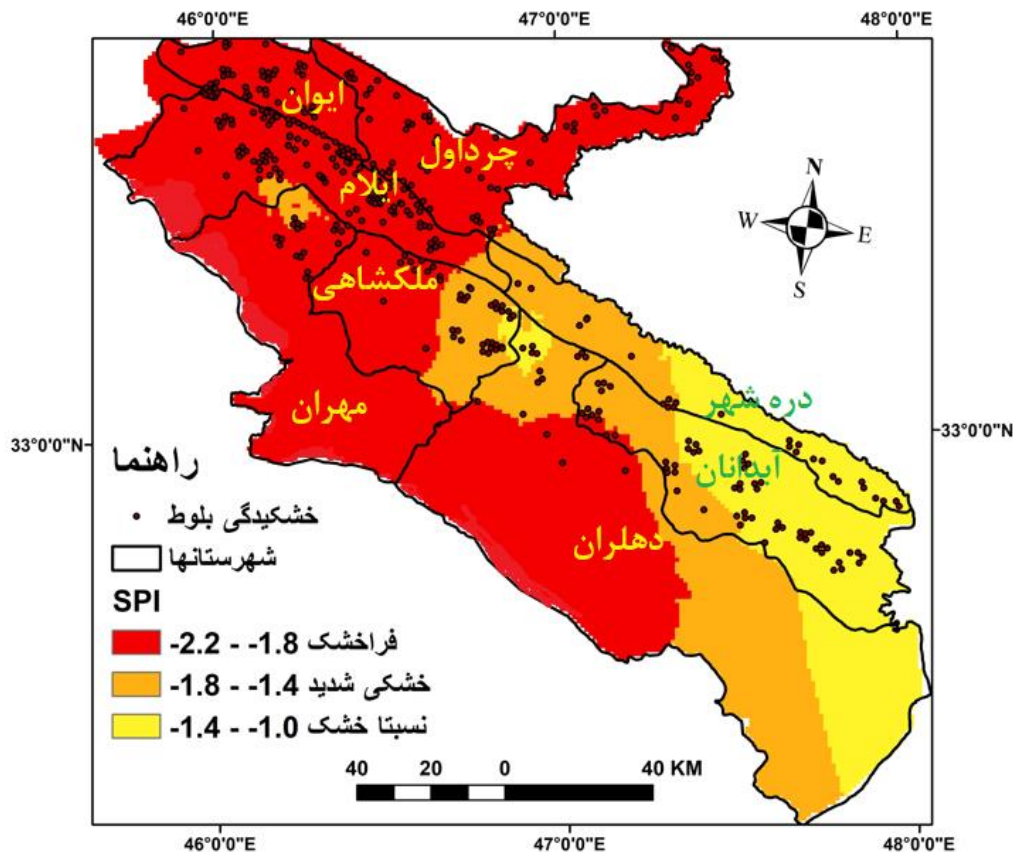 46°0'0"E 47°0'0"E 48°0'0"E
ایوان
چرداول
ایلام
N
W E
S
ملکشاهی
مهران
دره شهر
33°0'0"N 33°0'0"N
آبدانان
دهلران
راهنما
خشکیدگی بلوط
شهرستانها
SPI
-2.2 - -1.8 فراخشک
-1.8 - -1.4 خشکی شدید
-1.4 - -1.0 نسبتا خشک
40 20 0 40 KM
46°0'0"E 47°0'0"E 48°0'0"E